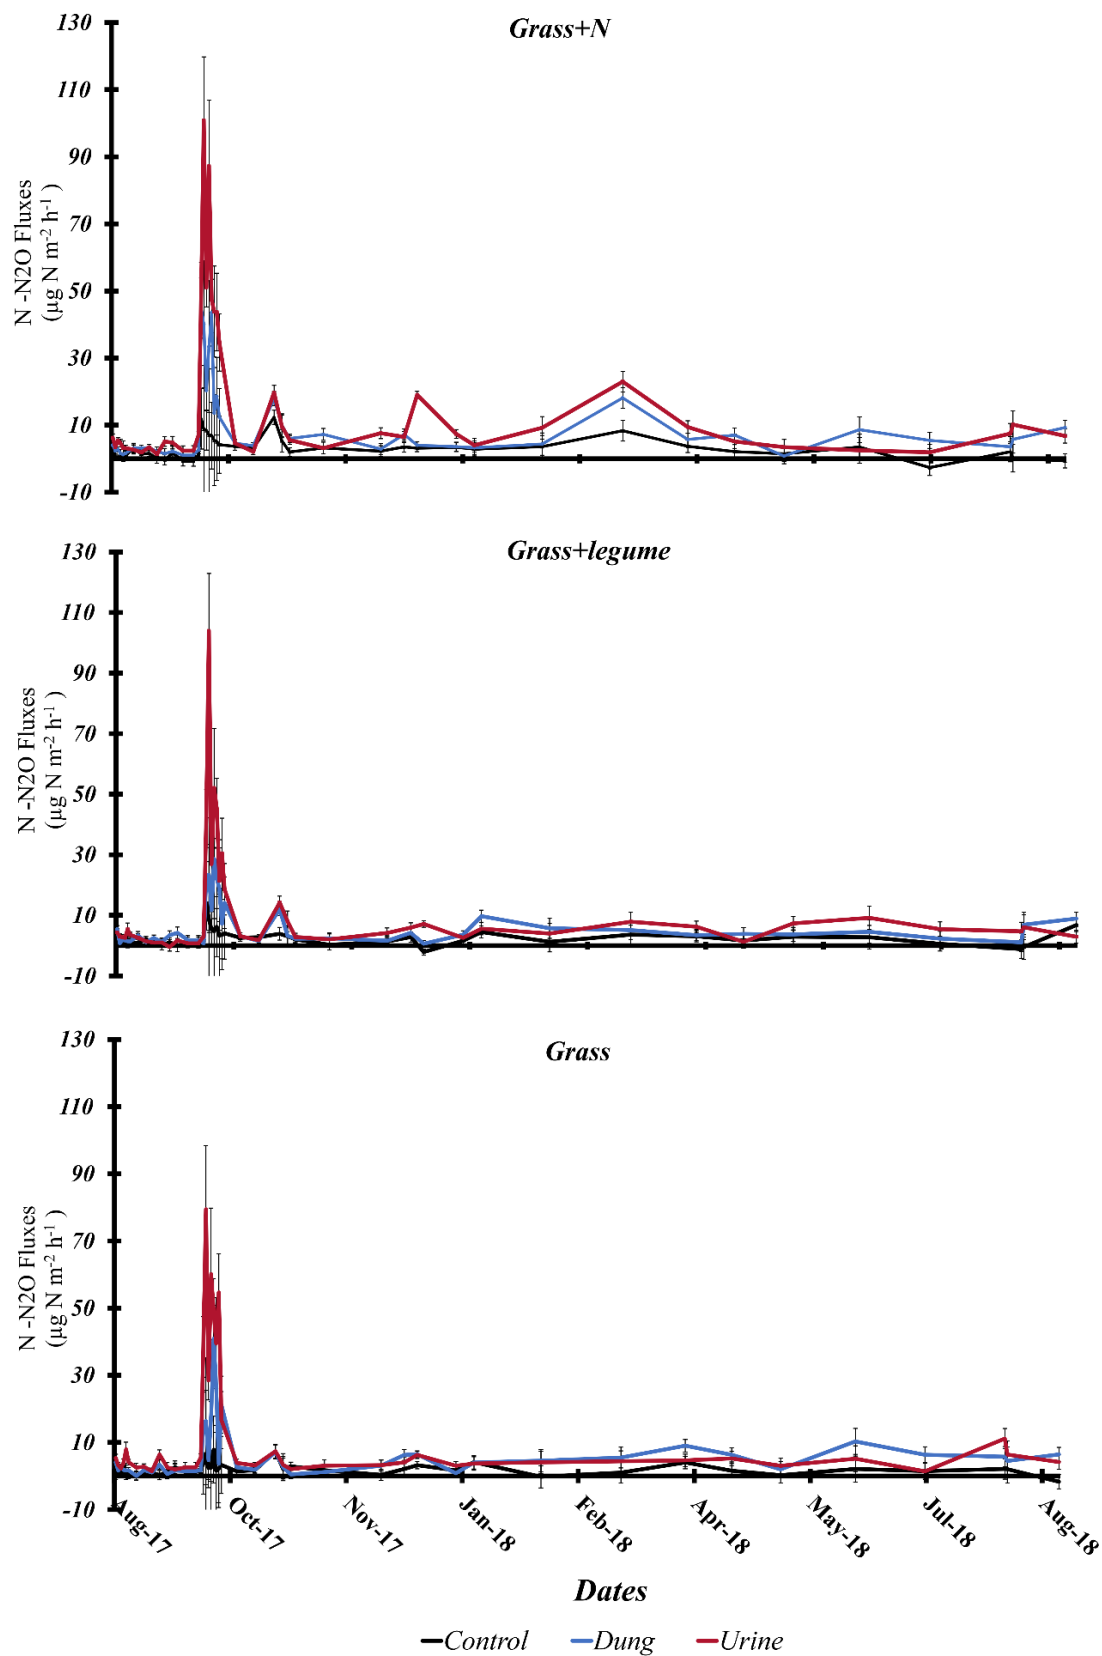 Grass+N
130
110
90
70
50
30
10
-10
N -N2O Fluxes
(µg N m-2 h-1 )
Grass+legume
130
110
90
70
50
30
10
-10
N -N2O Fluxes
(µg N m-2 h-1 )
Grass
130
110
90
70
50
30
10
-10
N -N2O Fluxes
(µg N m-2 h-1 )
Aug-17 Oct-17 Nov-17 Jan-18 Feb-18 Apr-18 May-18 Jul-18 Aug-18
Dates
Control Dung Urine